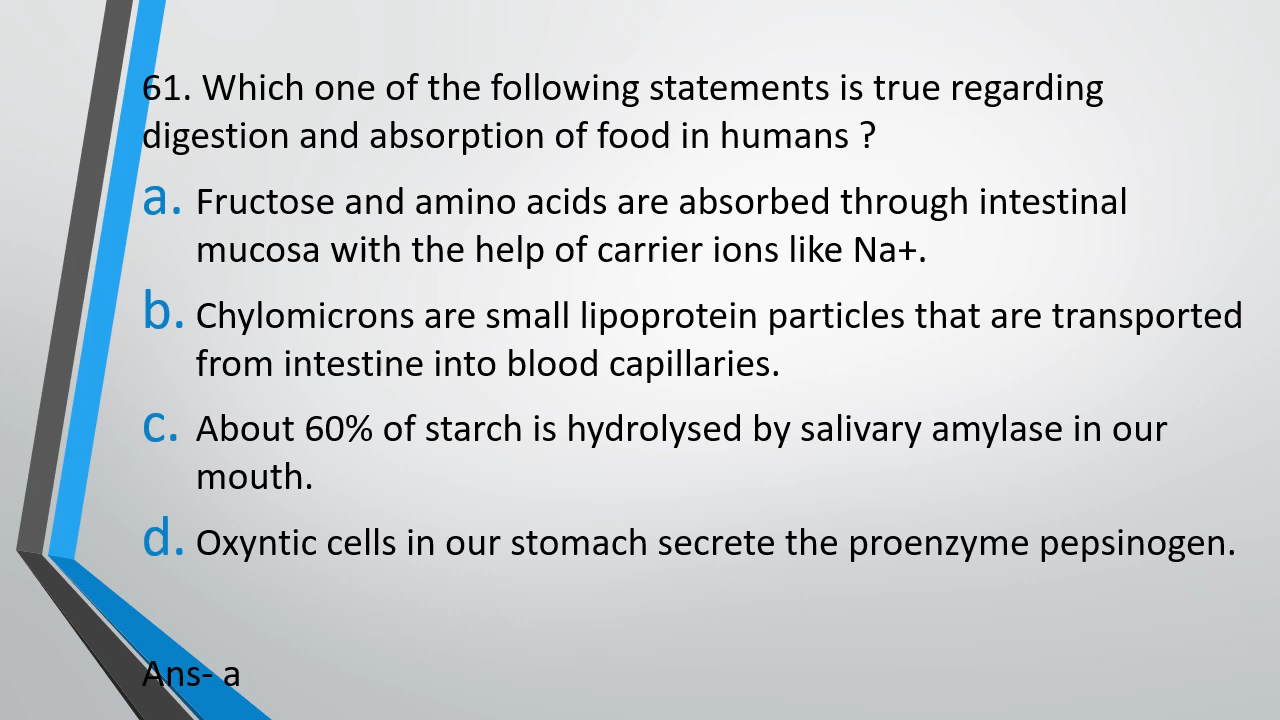 61. Which one of the following statements is true regarding
digestion and absorption of food in humans ?
a. Fructose and amino acids are absorbed through intestinal
mucosa with the help of carrier ions like Na+.
b. Chylomicrons are small lipoprotein particles that are transported
from intestine into blood capillaries.
c. About 60% of starch is hydrolysed by salivary amylase in our
mouth.
d. Oxyntic cells in our stomach secrete the proenzyme pepsinogen.
Ans- a